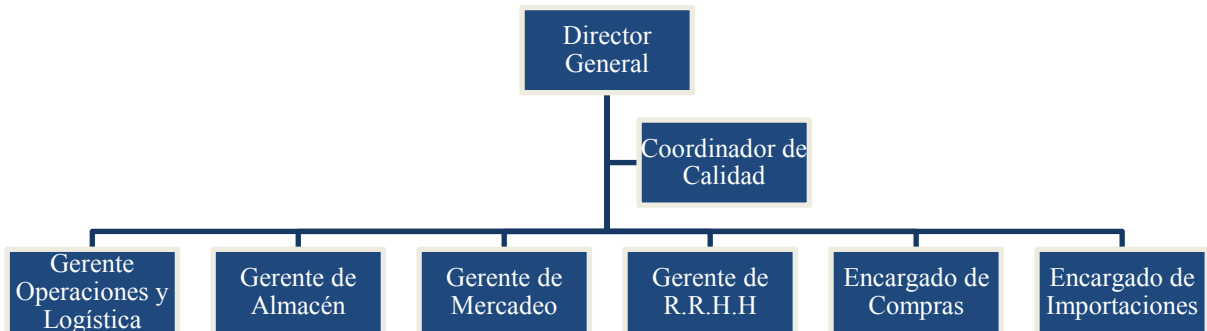 Director
General
Coordinador de
Calidad
Gerente
Operaciones y
Logística
Gerente de
Almacén
Gerente de
Mercadeo
Gerente de
R.R.H.H
Encargado de
Compras
Encargado de
Importaciones